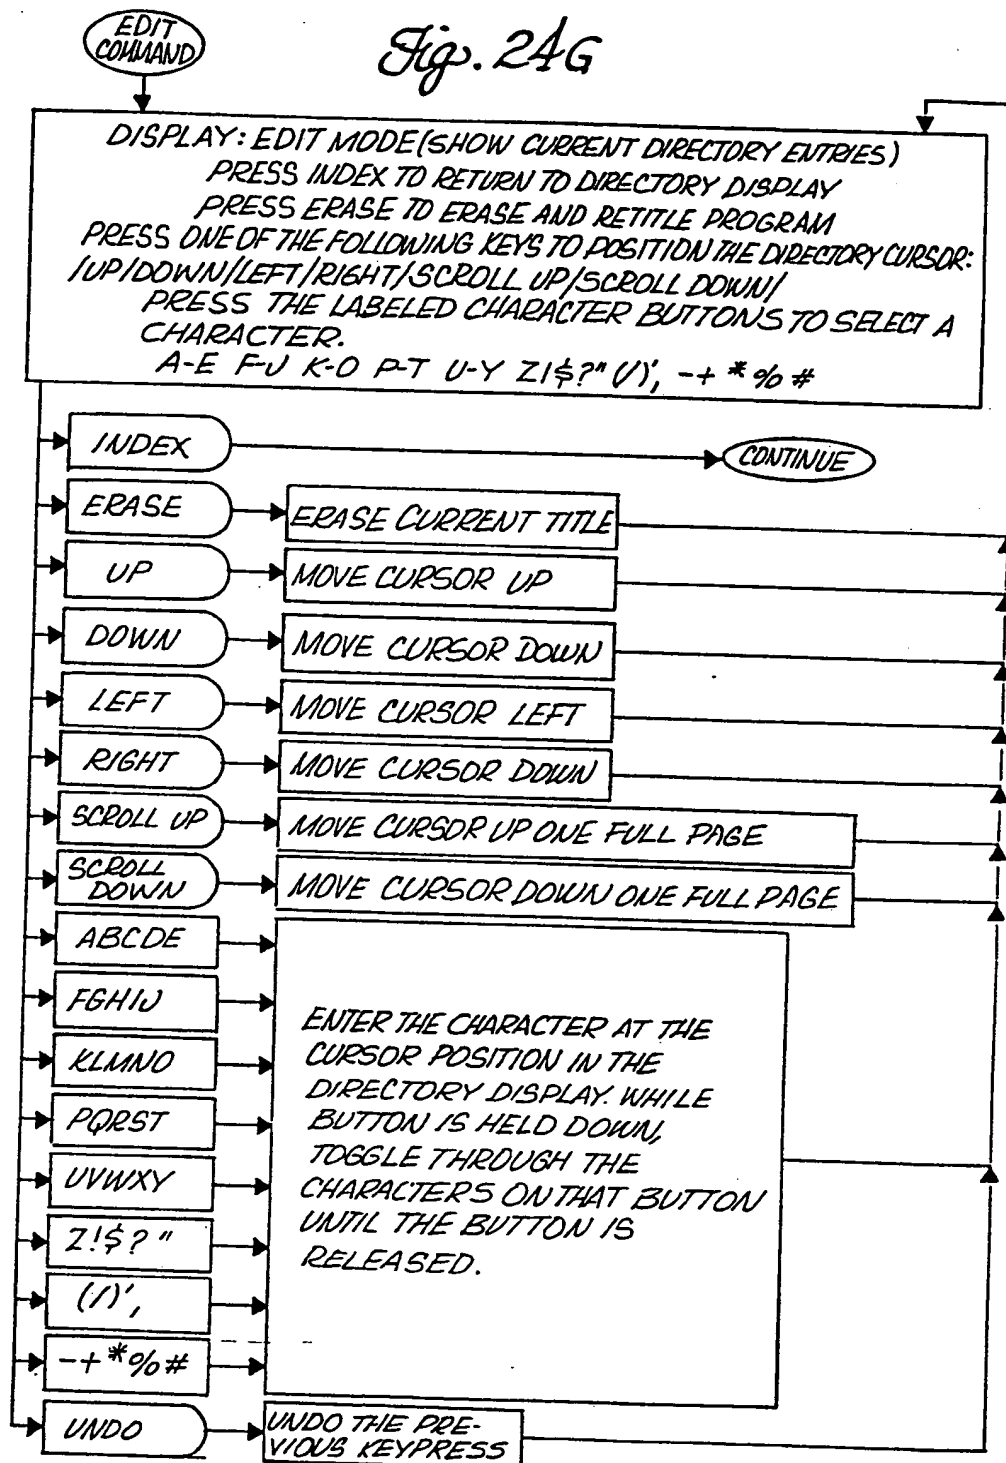 EDIT
COMMAND
Fig. 24G
DISPLAY: EDIT MODE (SHOW CURRENT DIRECTORY ENTRIES)
PRESS INDEX TO RETURN TO DIRECTORY DISPLAY
PRESS ERASE TO ERASE AND RETITLE PROGRAM
PRESS ONE OF THE FOLLOWING KEYS TO POSITION THE DIRECTORY CURSOR:
/UP/DOWN/LEFT/RIGHT/SCROLL UP/SCROLL DOWN/
PRESS THE LABELED CHARACTER BUTTONS TO SELECT A
CHARACTER.
A-E F-J K-O P-T U-Y Z!$?" (/)', -+ *%#
INDEX
CONTINUE
ERASE
ERASE CURRENT TITLE
UP
MOVE CURSOR UP
DOWN
MOVE CURSOR DOWN
LEFT
MOVE CURSOR LEFT
RIGHT
MOVE CURSOR DOWN
SCROLL UP
MOVE CURSOR UP ONE FULL PAGE
SCROLL
DOWN
MOVE CURSOR DOWN ONE FULL PAGE
ABCDE
FGHIJ
KLMNO
PQRST
UVWXY
Z!$?"
(/)',
-+*%#
ENTER THE CHARACTER AT THE
CURSOR POSITION IN THE
DIRECTORY DISPLAY. WHILE
BUTTON IS HELD DOWN,
TOGGLE THROUGH THE
CHARACTERS ON THAT BUTTON
UNTIL THE BUTTON IS
RELEASED.
UNDO
UNDO THE PRE-
VIOUS KEYPRESS